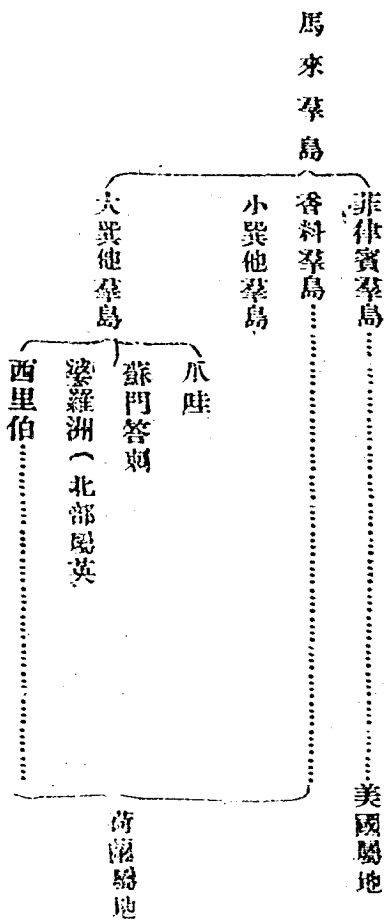 馬來羣島
菲律賓羣島………美國屬地
香料羣島………
小巽他羣島
大巽他羣島
爪哇
蘇門答剌
婆羅洲(北部屬英
西里伯………
荷蘭屬地